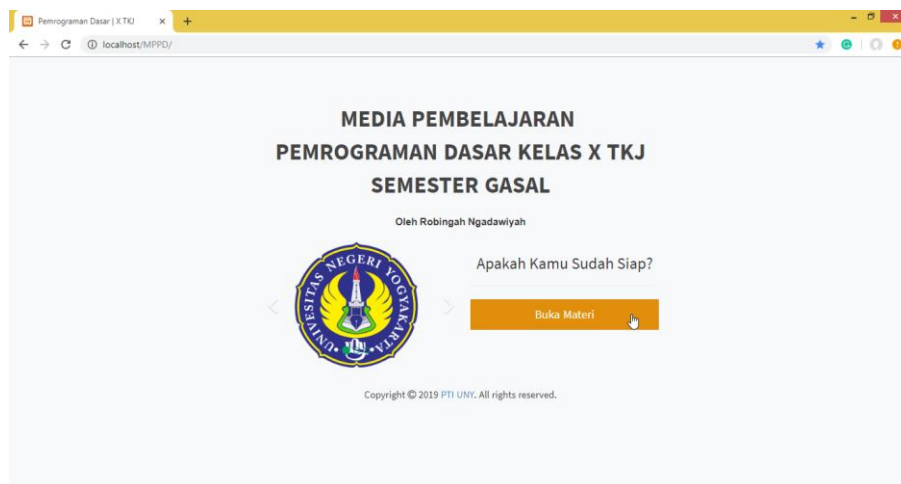 Pemrograman Dasar | X TKJ
localhost/MPPD/
MEDIA PEMBELAJARAN
PEMROGRAMAN DASAR KELAS X TKJ
SEMESTER GASAL
Oleh Robingah Ngadawiyah
UNIVERSITAS NEGERI YOGYAKARTA
Apakah Kamu Sudah Siap?
Buka Materi
Copyright © 2019 PTI UNY. All rights reserved.